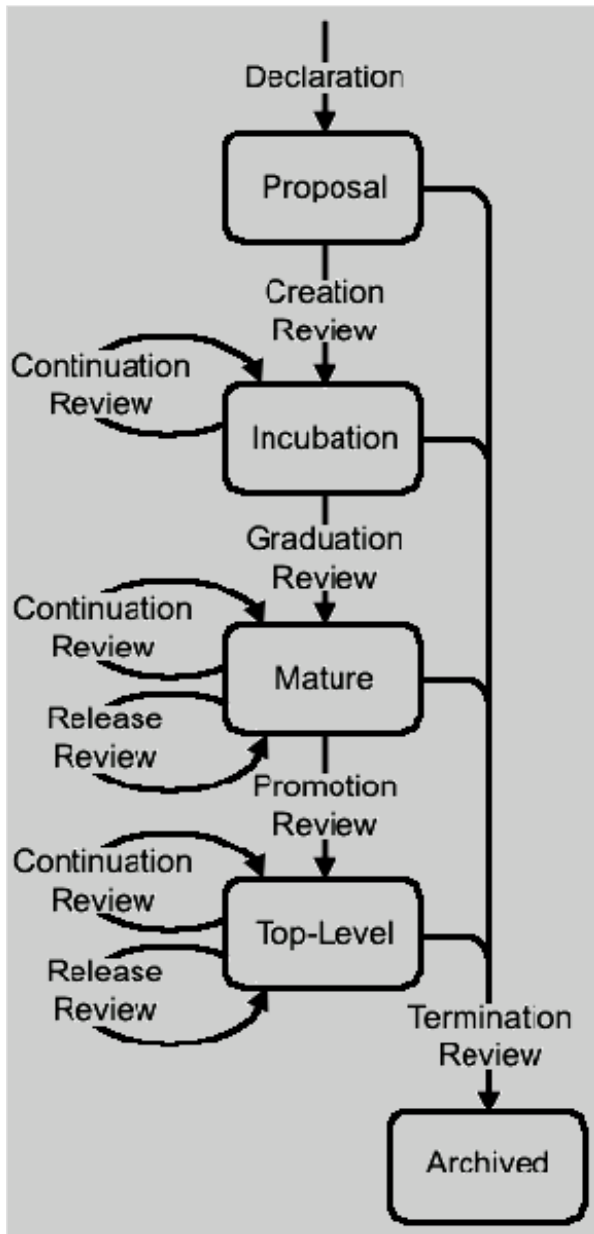 Declaration
Proposal
Creation
Review
Continuation
Review
Incubation
Graduation
Review
Continuation
Review
Mature
Release
Review
Promotion
Review
Continuation
Review
Top-Level
Release
Review
Termination
Review
Archived